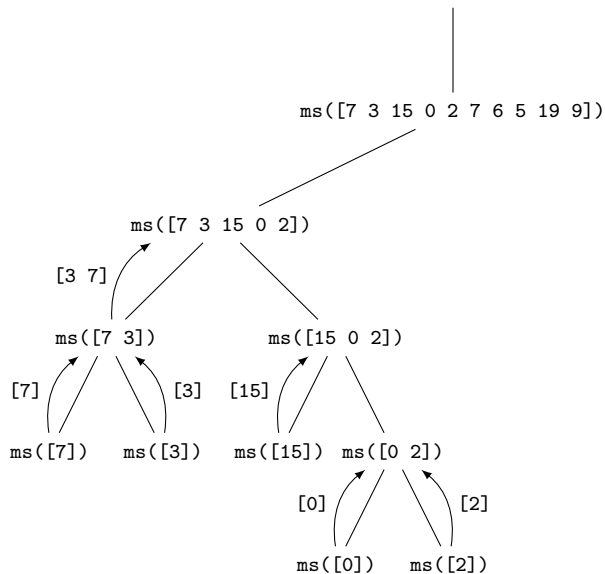 ms([7 3 15 0 2 7 6 5 19 9])
ms([7 3 15 0 2])
[3 7]
ms([7 3])
ms([15 0 2])
[7]
[3]
[15]
ms([7])
ms([3])
ms([15])
ms([0 2])
[0]
[2]
ms([0])
ms([2])